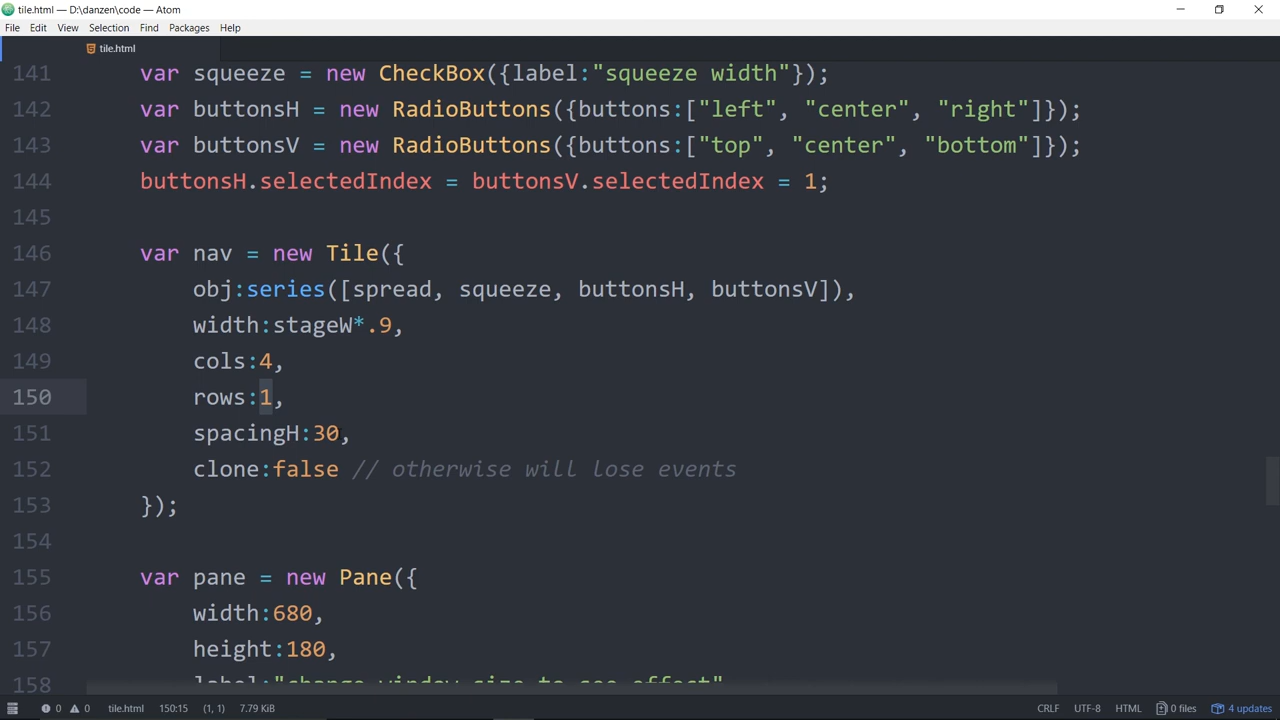 tile.html — D:\danzen\code — Atom
File Edit View Selection Find Packages Help
tile.html
141 var squeeze = new CheckBox({label:"squeeze width"});
142 var buttonsH = new RadioButtons({buttons:["left", "center", "right"]});
143 var buttonsV = new RadioButtons({buttons:["top", "center", "bottom"]});
144 buttonsH.selectedIndex = buttonsV.selectedIndex = 1;
145
146 var nav = new Tile({
147 obj:series([spread, squeeze, buttonsH, buttonsV]),
148 width:stageW*.9,
149 cols:4,
150 rows:1,
151 spacingH:30,
152 clone:false // otherwise will lose events
153 });
154
155 var pane = new Pane({
156 width:680,
157 height:180,
158 label:"change window size to see effect"
0 0 tile.html 150:15 (1, 1) 7.79 KiB CRLF UTF-8 HTML 0 files 4 updates